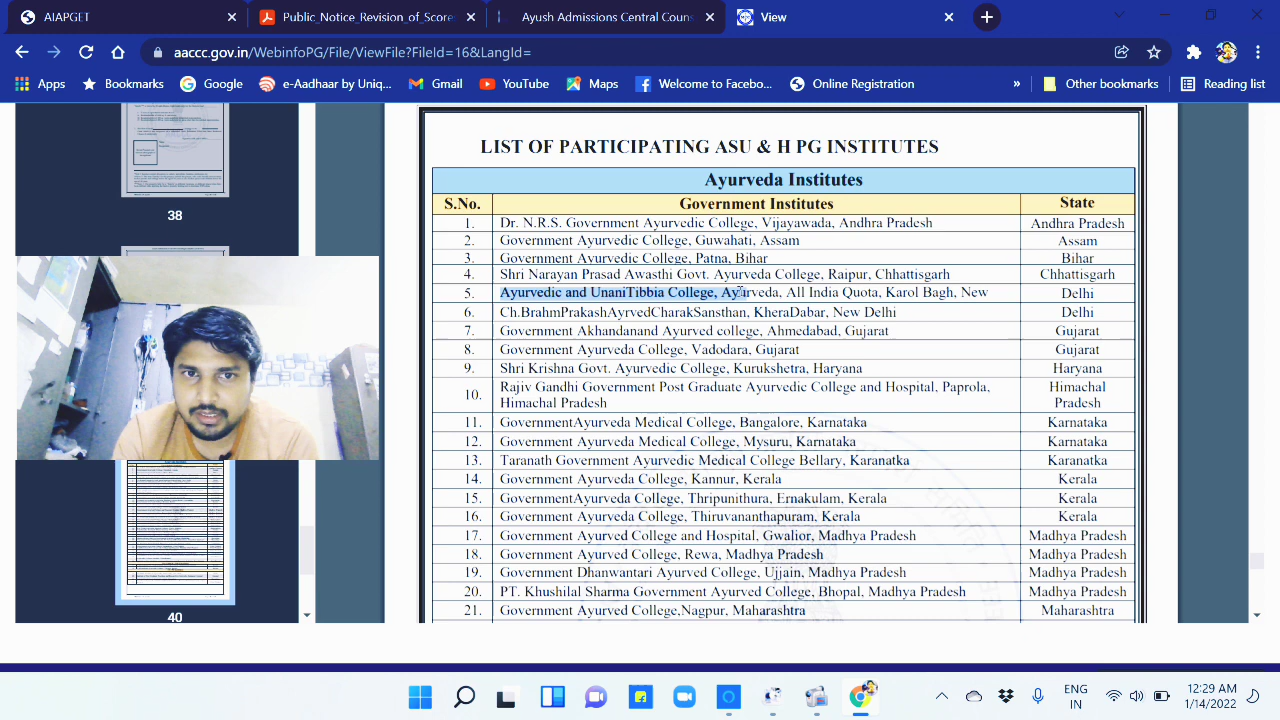 AIAPGET
Public_Notice_Revision_of_Score
Ayush Admissions Central Couns
View
aaccc.gov.in/WebinfoPG/File/ViewFile?FileId=16&LangId=
Apps
Bookmarks
Google
e-Aadhaar by Uniq...
Gmail
YouTube
Maps
Welcome to Facebo...
Online Registration
»
Other bookmarks
Reading list
38
40
LIST OF PARTICIPATING ASU & H PG INSTITUTES
Ayurveda Institutes
S.No. Government Institutes State
1. Dr. N.R.S. Government Ayurvedic College, Vijayawada, Andhra Pradesh Andhra Pradesh
2. Government Ayurvedic College, Guwahati, Assam Assam
3. Government Ayurvedic College, Patna, Bihar Bihar
4. Shri Narayan Prasad Awasthi Govt. Ayurveda College, Raipur, Chhattisgarh Chhattisgarh
5. Ayurvedic and UnaniTibbia College, Ayurveda, All India Quota, Karol Bagh, New Delhi
6. Ch.BrahmPrakashAyrvedCharakSansthan, KheraDabar, New Delhi Delhi
7. Government Akhandanand Ayurved college, Ahmedabad, Gujarat Gujarat
8. Government Ayurveda College, Vadodara, Gujarat Gujarat
9. Shri Krishna Govt. Ayurvedic College, Kurukshetra, Haryana Haryana
10. Rajiv Gandhi Government Post Graduate Ayurvedic College and Hospital, Paprola, Himachal
Himachal Pradesh Pradesh
11. GovernmentAyurveda Medical College, Bangalore, Karnataka Karnataka
12. Government Ayurveda Medical College, Mysuru, Karnataka Karnataka
13. Taranath Government Ayurvedic Medical College Bellary, Karanatka Karanatka
14. Government Ayurveda College, Kannur, Kerala Kerala
15. GovernmentAyurveda College, Thripunithura, Ernakulam, Kerala Kerala
16. Government Ayurveda College, Thiruvananthapuram, Kerala Kerala
17. Government Ayurved College and Hospital, Gwalior, Madhya Pradesh Madhya Pradesh
18. Government Ayurved College, Rewa, Madhya Pradesh Madhya Pradesh
19. Government Dhanwantari Ayurved College, Ujjain, Madhya Pradesh Madhya Pradesh
20. PT. Khushilal Sharma Government Ayurved College, Bhopal, Madhya Pradesh Madhya Pradesh
21. Government Ayurved College,Nagpur, Maharashtra Maharashtra
ENG
IN
12:29 AM
1/14/2022